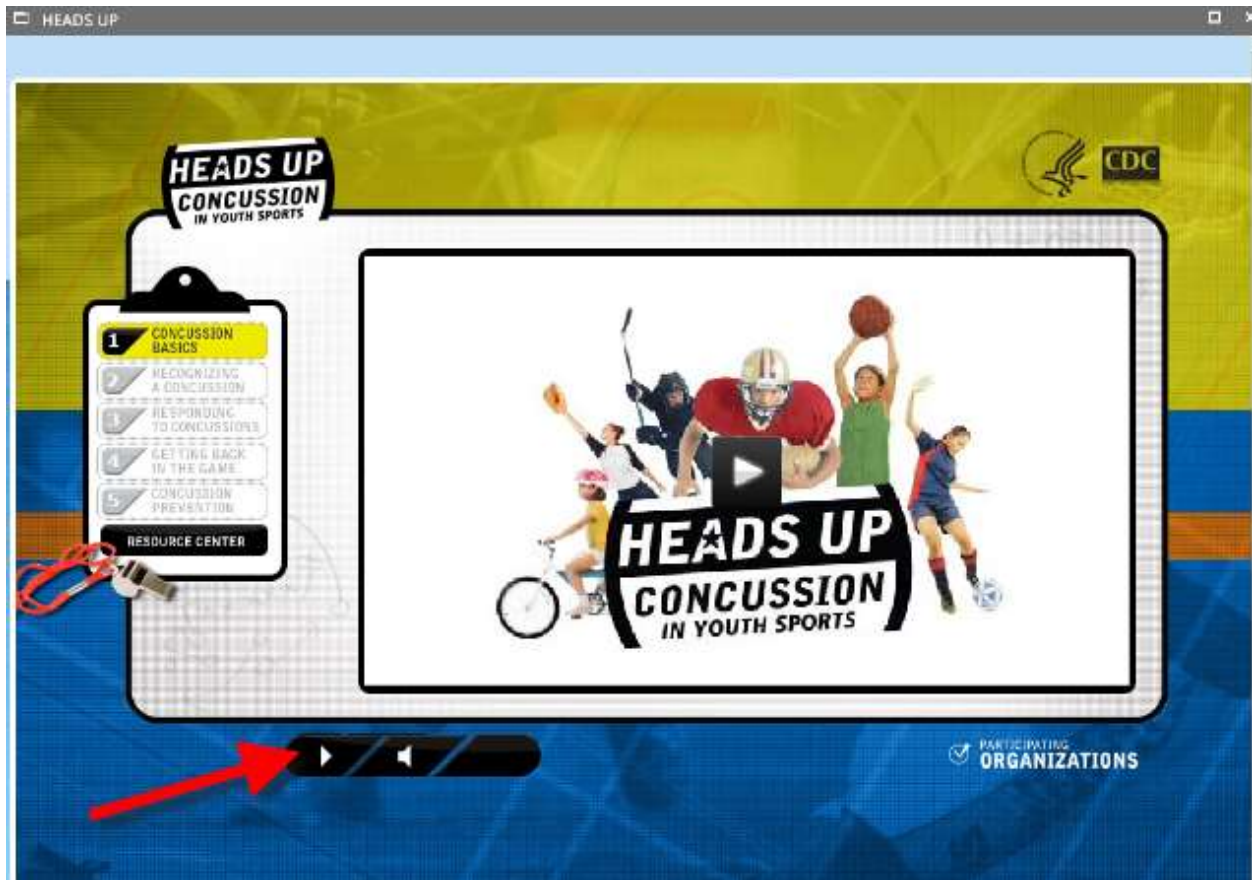 HEADS UP
HEADS UP
CONCUSSION
IN YOUTH SPORTS
CDC
1 CONCUSSION
BASICS
2 RECOGNIZING
A CONCUSSION
3 RESPONDING
TO CONCUSSIONS
4 GETTING BACK
IN THE GAME
5 CONCUSSION
PREVENTION
RESOURCE CENTER
HEADS UP
CONCUSSION
IN YOUTH SPORTS
PARTICIPATING
ORGANIZATIONS